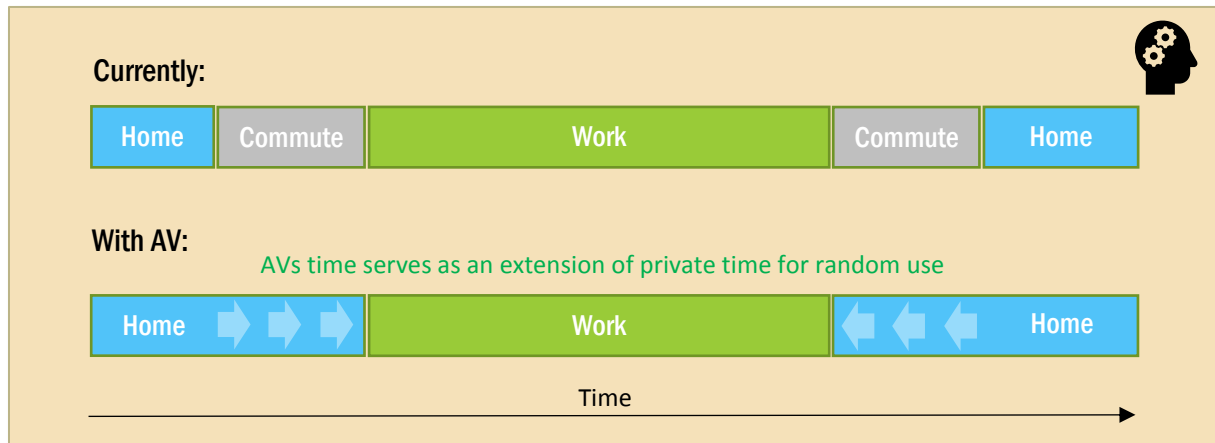 Currently:
Home Commute Work Commute Home
With AV:
AVs time serves as an extension of private time for random use
Home Work Home
Time